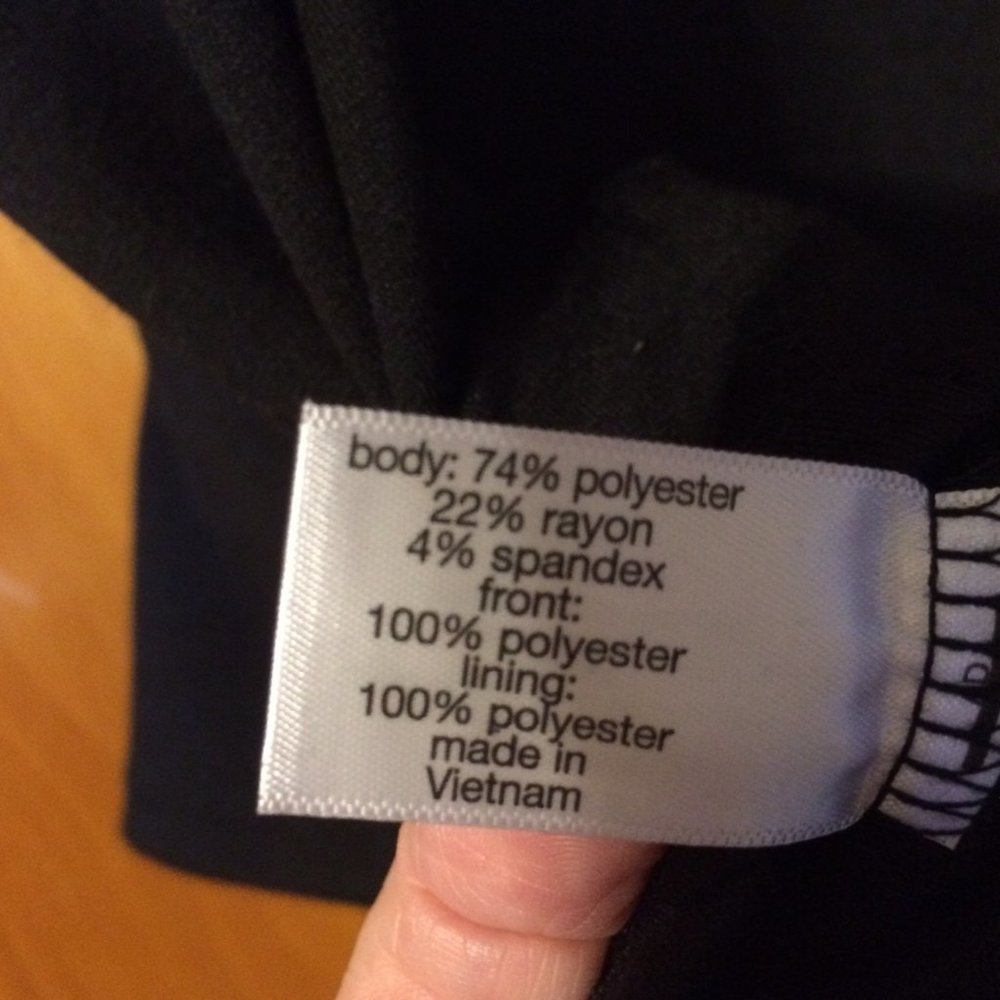 body: 74% polyester
22% rayon
4% spandex
front:
100% polyester
lining:
100% polyester
made in
Vietnam